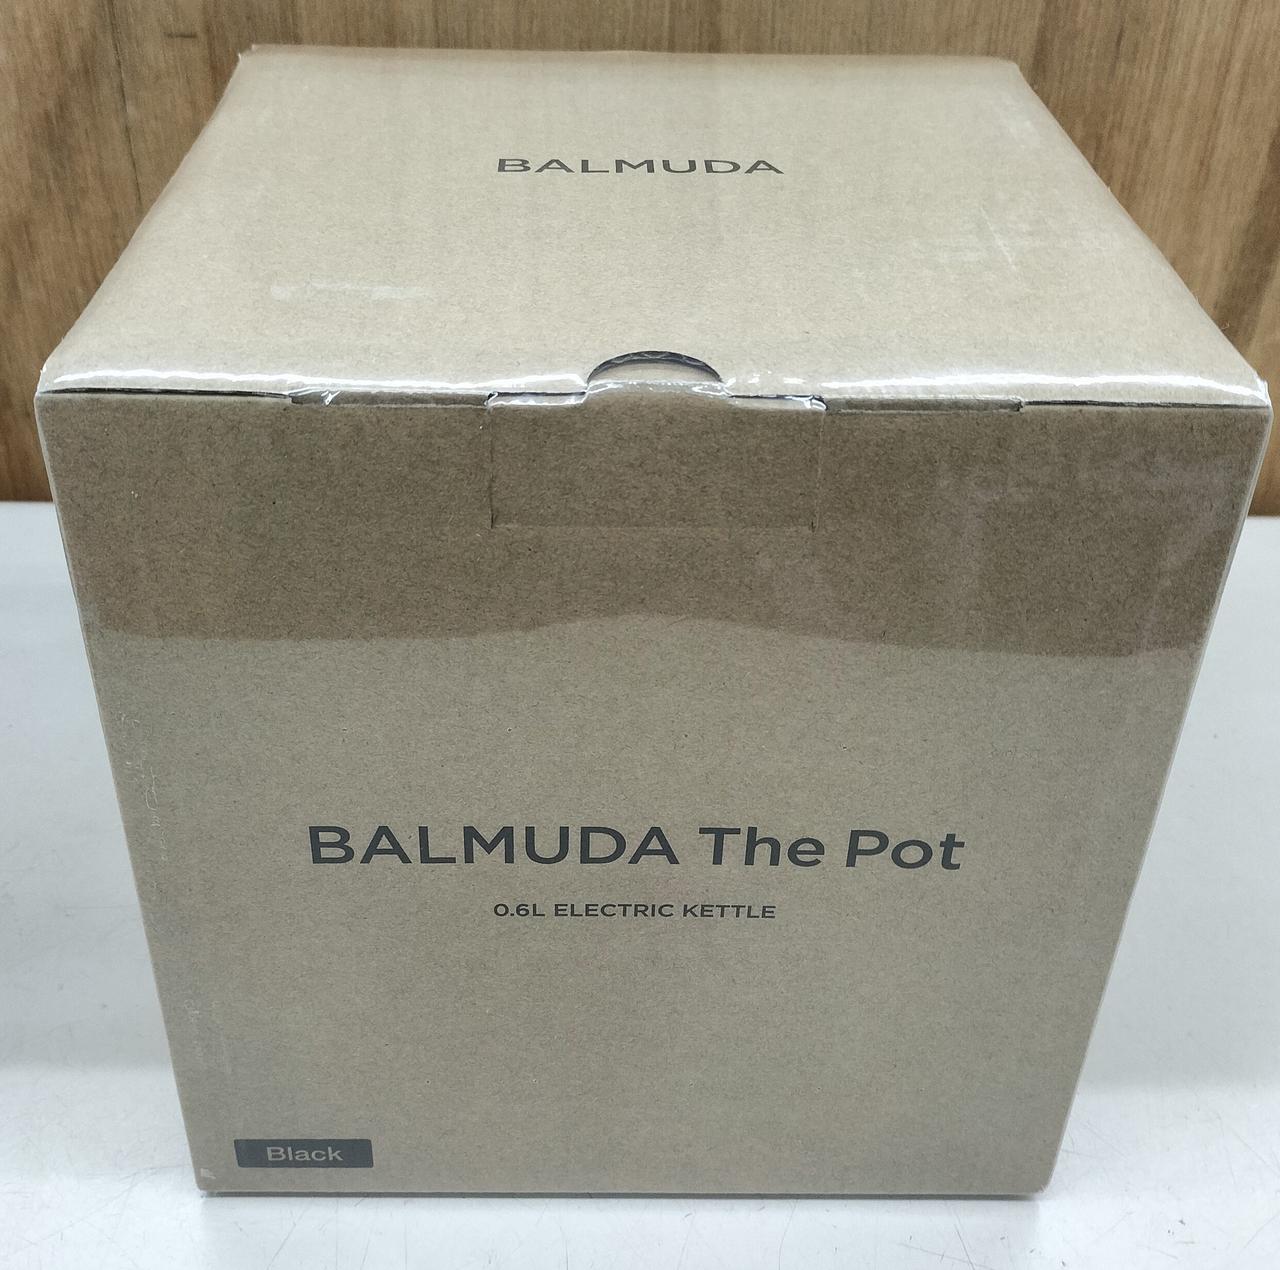 BALMUDA
BALMUDA The Pot
0.6L ELECTRIC KETTLE
Black